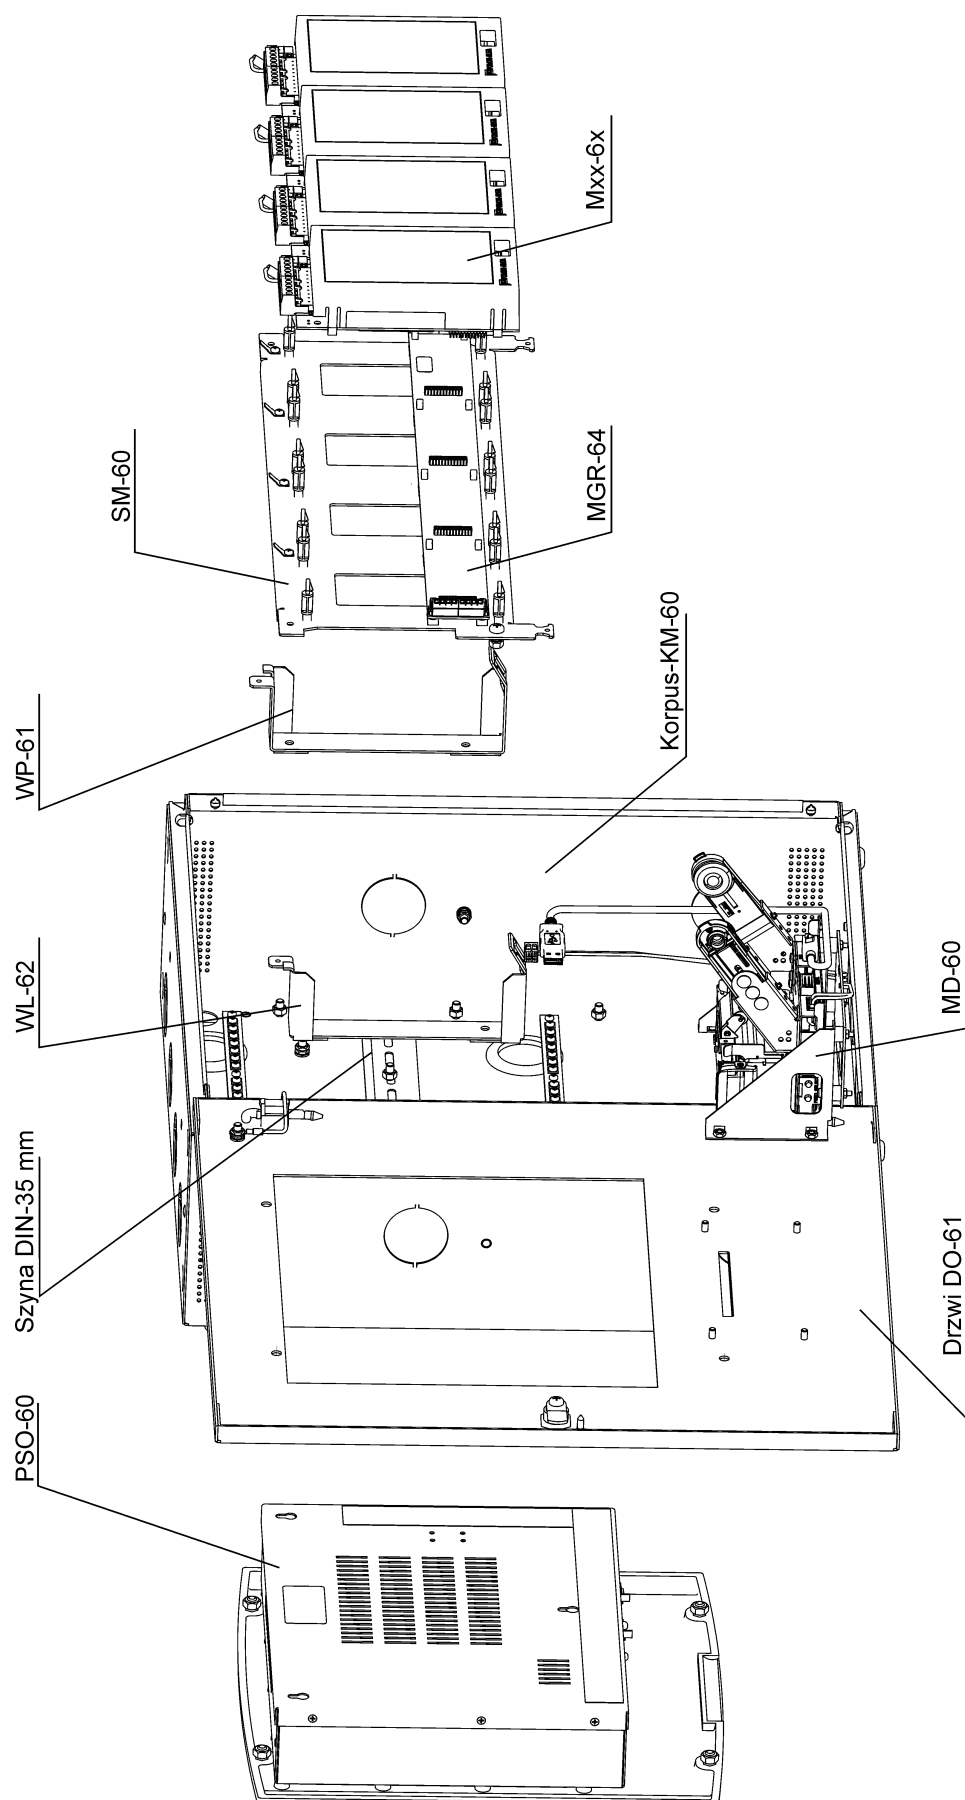 PSO-60
Szyna DIN-35 mm
WL-62
WP-61
SM-60
Mxx-6x
MGR-64
Korpus-KM-60
MD-60
Drzwi DO-61